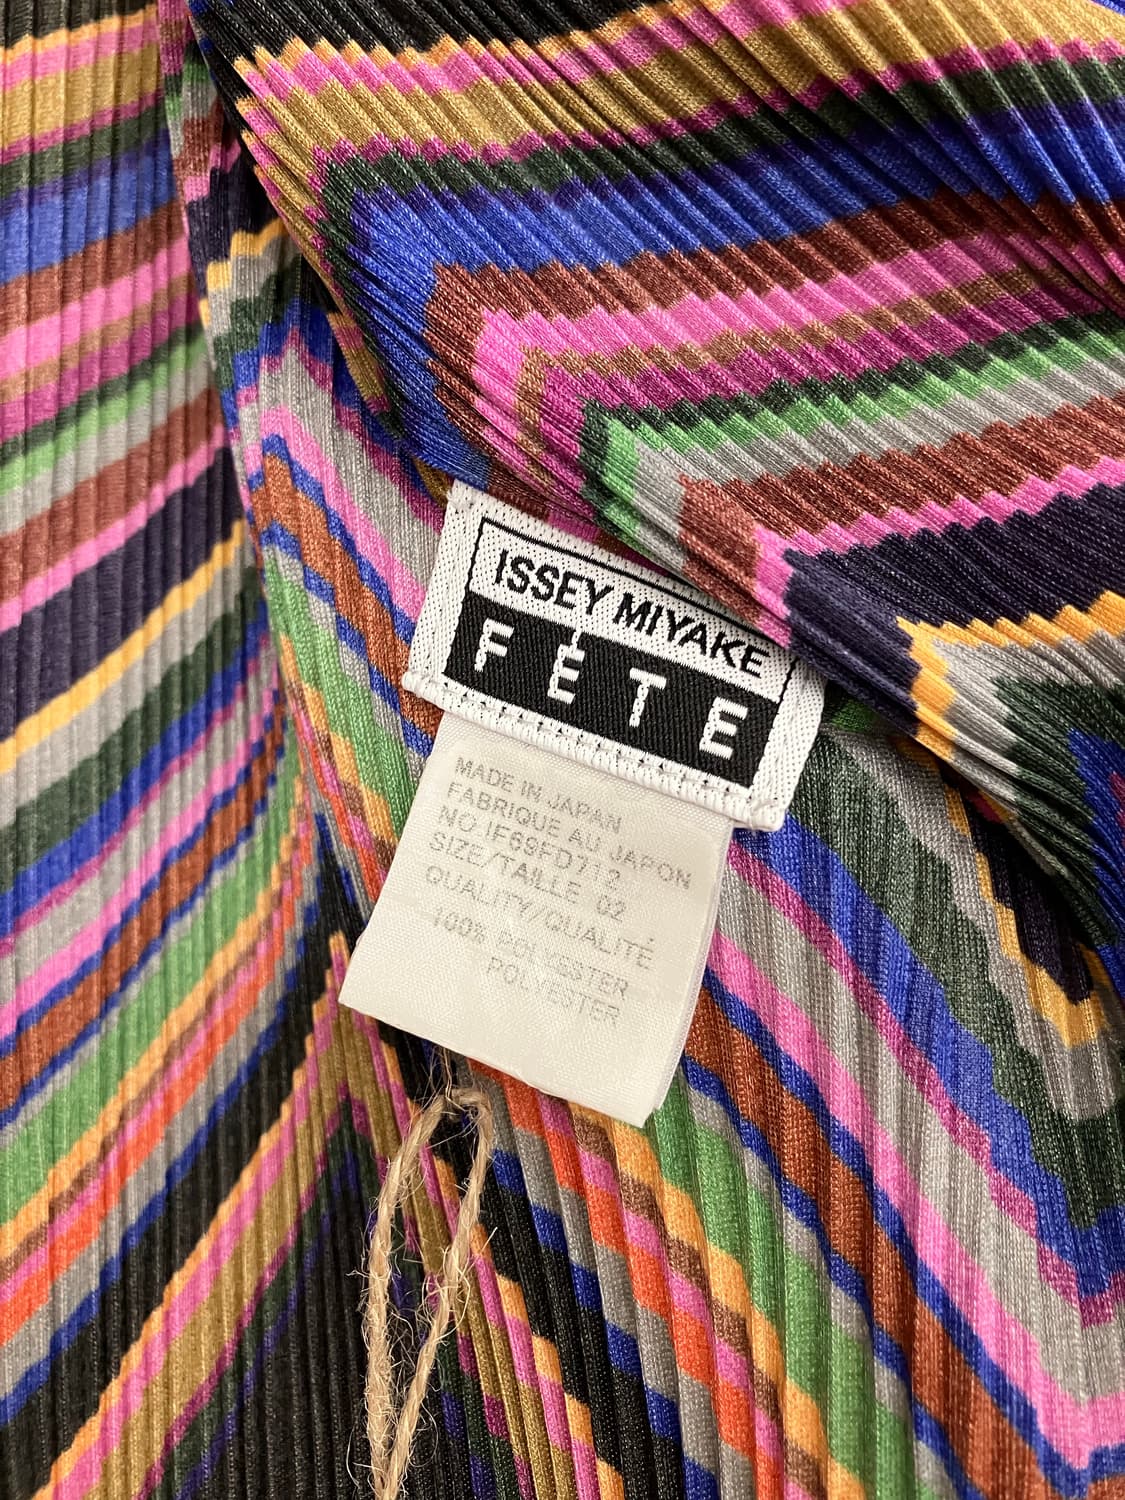 ISSEY MIYAKE
FÊTE
MADE IN JAPAN
FABRIQUE AU JAPON
NO.IF69FD712
SIZE/TAILLE 02
QUALITY/QUALITÉ
100% POLYESTER
POLYESTER